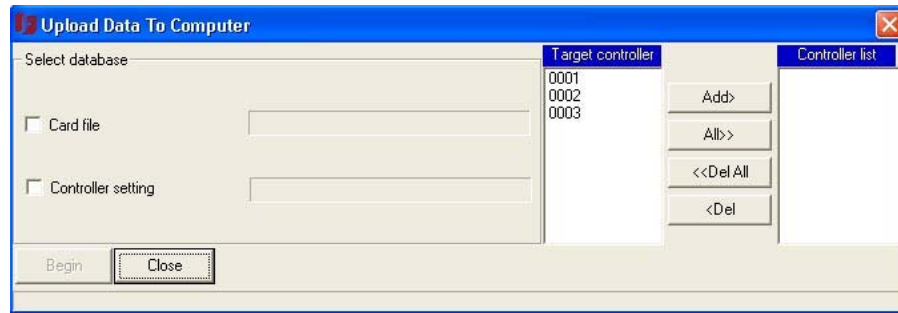 Upload Data To Computer
Select database
Card file
Controller setting
Target controller
0001
0002
0003
Add>
All>>
<<Del All
<Del
Controller list
Begin
Close